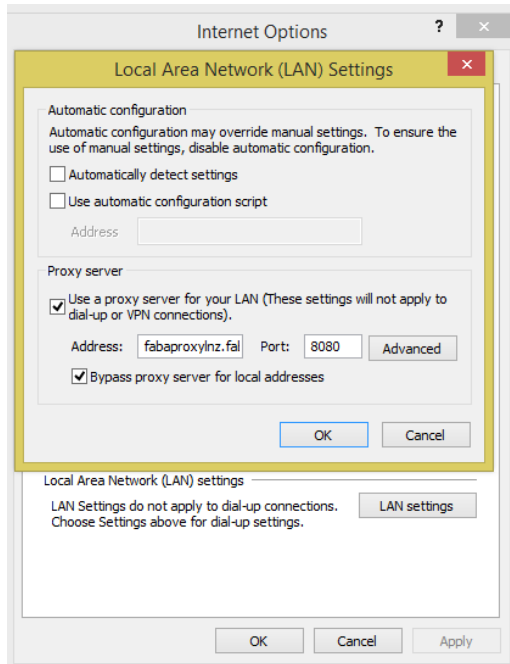 Internet Options
?
×
Local Area Network (LAN) Settings
×
Automatic configuration
Automatic configuration may override manual settings. To ensure the
use of manual settings, disable automatic configuration.
Automatically detect settings
Use automatic configuration script
Address
Proxy server
Use a proxy server for your LAN (These settings will not apply to
dial-up or VPN connections).
Address: fabaproxylnz.fal Port: 8080 Advanced
Bypass proxy server for local addresses
OK Cancel
Local Area Network (LAN) settings
LAN Settings do not apply to dial-up connections. LAN settings
Choose Settings above for dial-up settings.
OK Cancel Apply